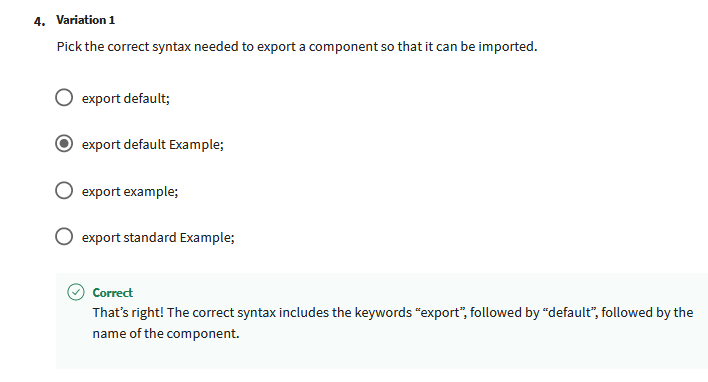 4. Variation 1
Pick the correct syntax needed to export a component so that it can be imported.
export default;
export default Example;
export example;
export standard Example;
Correct
That’s right! The correct syntax includes the keywords “export”, followed by “default”, followed by the
name of the component.